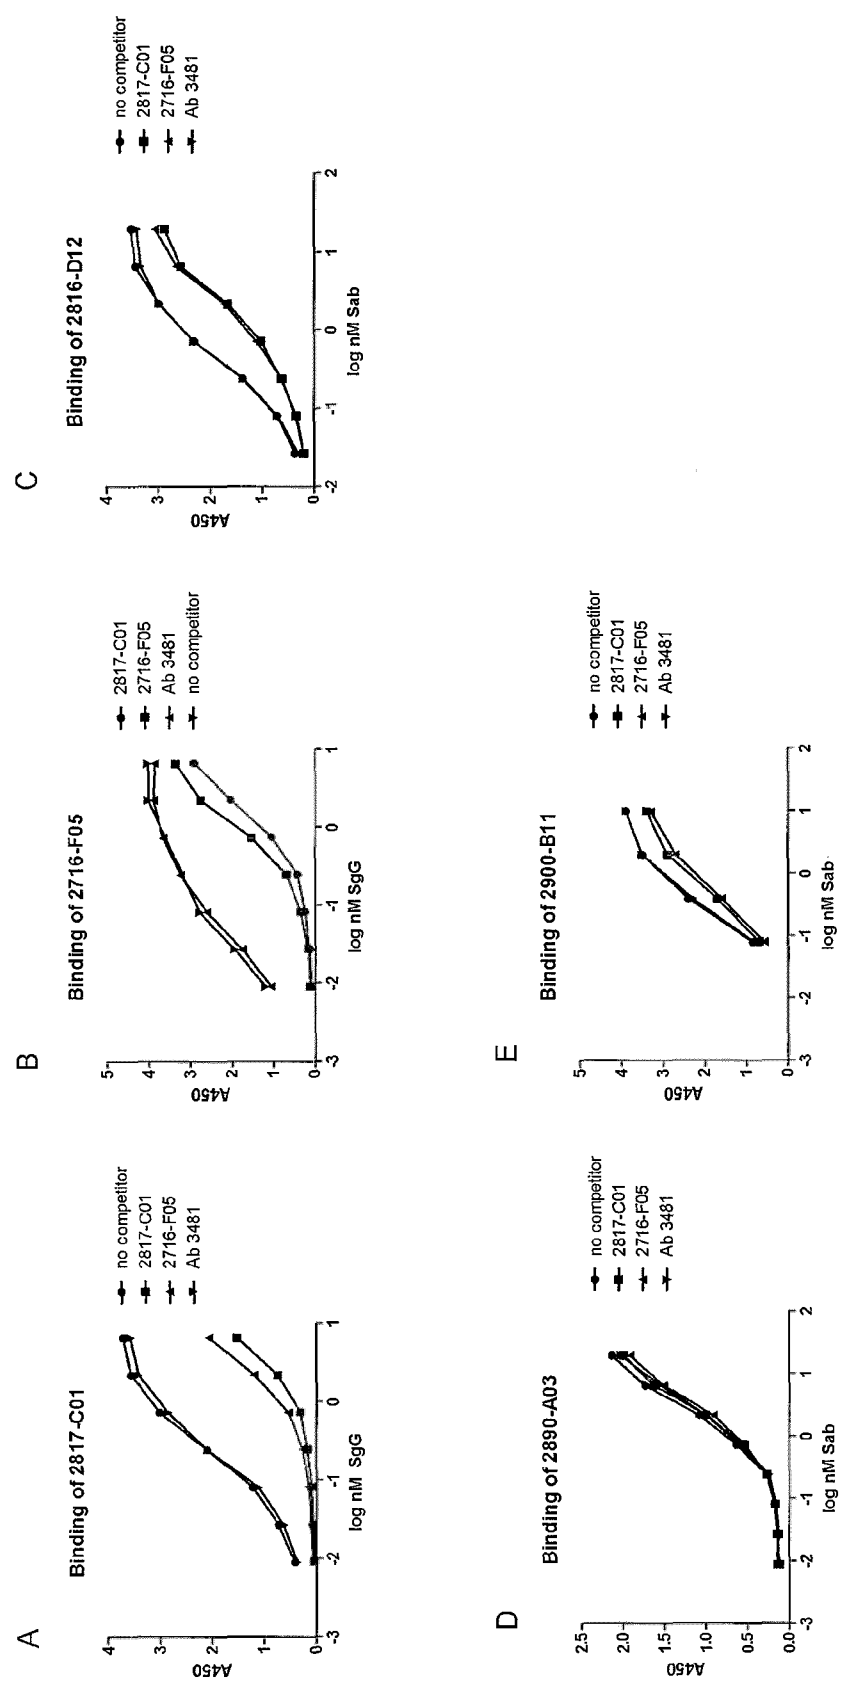 A
Binding of 2817-C01
A450
4
3
2
1
0
-3
-2
-1
0
1
log nM SgG
no competitor
2817-C01
2716-F05
Ab 3481
B
Binding of 2716-F05
A450
5
4
3
2
1
0
-3
-2
-1
0
1
log nM SgG
2817-C01
2716-F05
Ab 3481
no competitor
C
Binding of 2816-D12
A450
4
3
2
1
0
-2
-1
0
1
2
log nM Sab
no competitor
2817-C01
2716-F05
Ab 3481
D
Binding of 2890-A03
A450
2.5
2.0
1.5
1.0
0.5
0.0
-3
-2
-1
0
1
2
log nM Sab
no competitor
2817-C01
2716-F05
Ab 3481
E
Binding of 2900-B11
A450
5
4
3
2
1
0
-3
-2
-1
0
1
2
log nM Sab
no competitor
2817-C01
2716-F05
Ab 3481